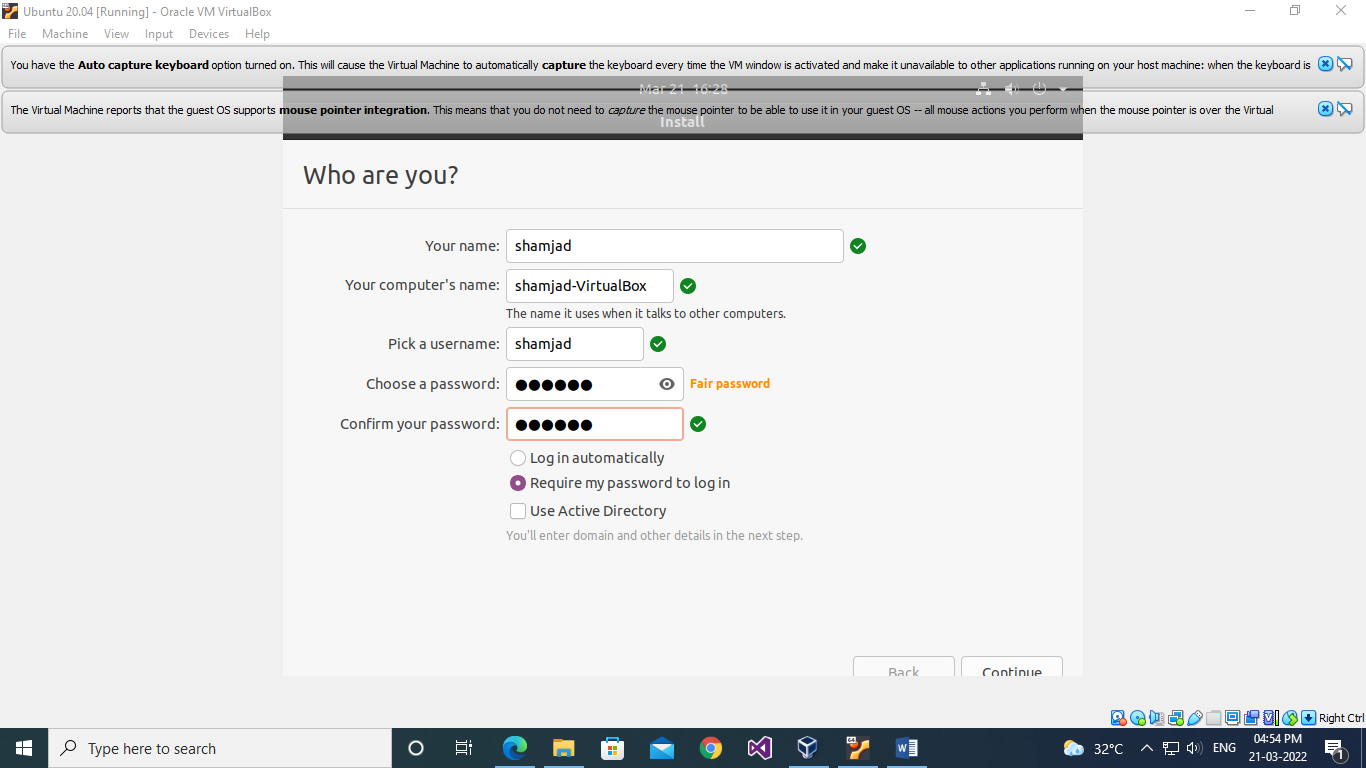 Ubuntu 20.04 [Running] - Oracle VM VirtualBox
File Machine View Input Devices Help
You have the Auto capture keyboard option turned on. This will cause the Virtual Machine to automatically capture the keyboard every time the VM window is activated and make it unavailable to other applications running on your host machine: when the keyboard is
Mar 21 16:28
The Virtual Machine reports that the guest OS supports mouse pointer integration. This means that you do not need to capture the mouse pointer to be able to use it in your guest OS -- all mouse actions you perform when the mouse pointer is over the Virtual
Install
Who are you?
Your name: shamjad
Your computer's name: shamjad-VirtualBox
The name it uses when it talks to other computers.
Pick a username: shamjad
Choose a password: ●●●●●● Fair password
Confirm your password: ●●●●●●
Log in automatically
Require my password to log in
Use Active Directory
You'll enter domain and other details in the next step.
Back Continue
Right Ctrl
Type here to search
32°C ENG 04:54 PM
21-03-2022
1